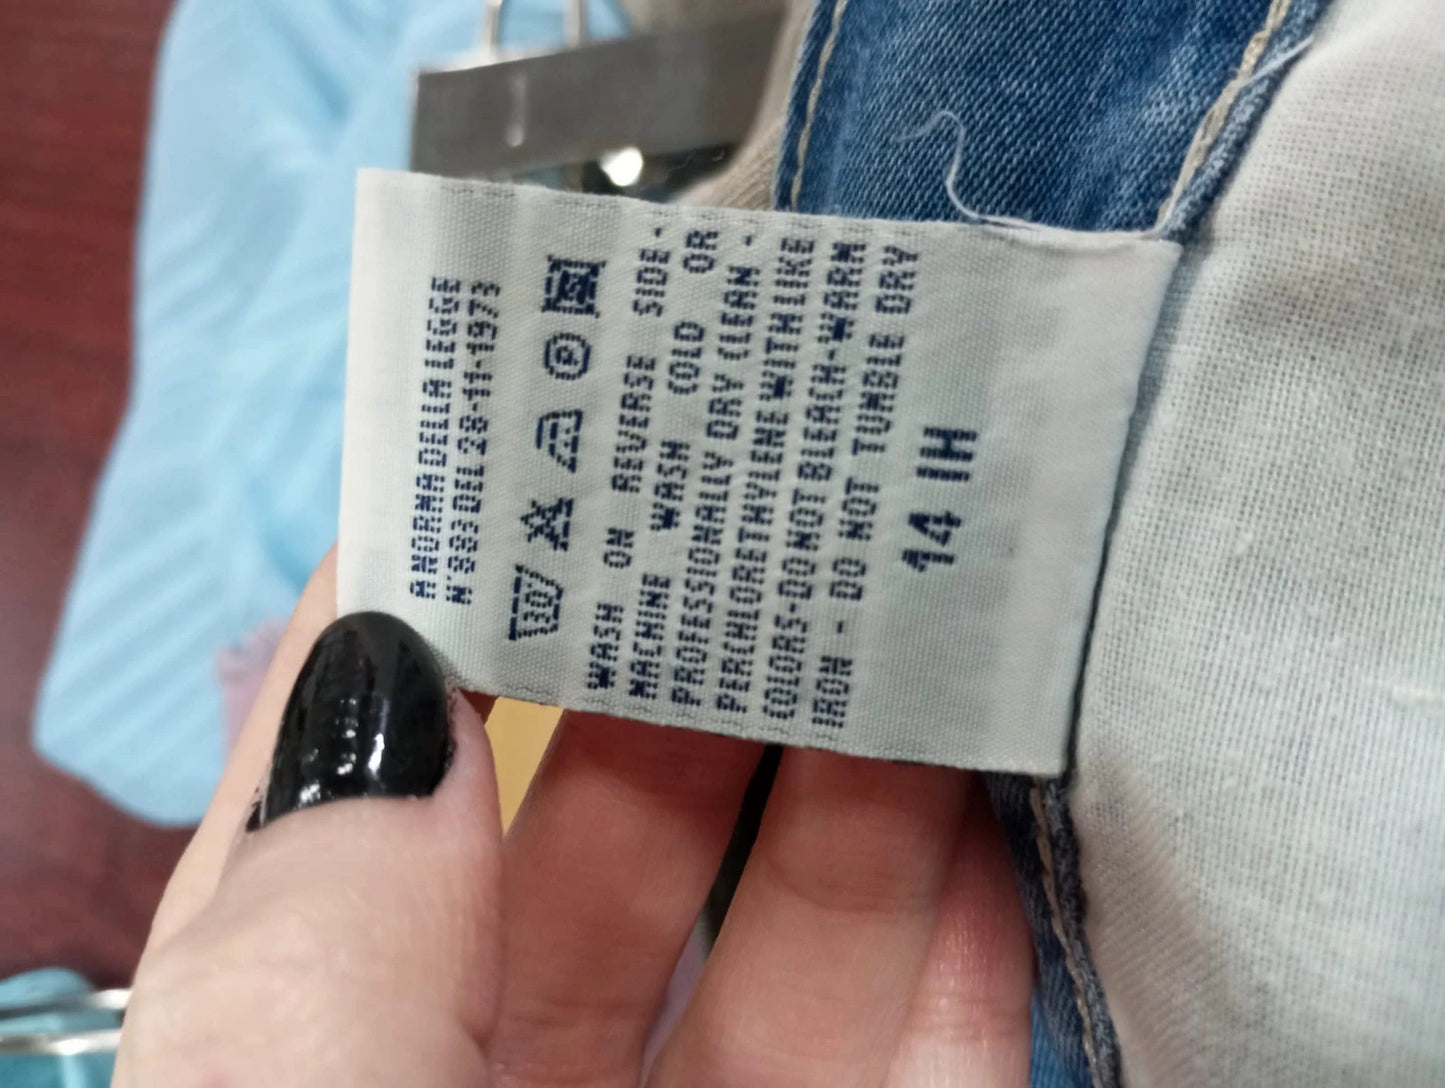 A NORMA DELLA LEGGE
N°883 DEL 28-11-1973
30 P
WASH ON REVERSE SIDE-
MACHINE WASH COLD OR
PROFESSIONALLY DRY CLEAN -
PERCHLORETHYLENE WITH LIKE
COLORS-DO NOT BLEACH-WARM
IRON - DO NOT TUMBLE DRY
14 IH